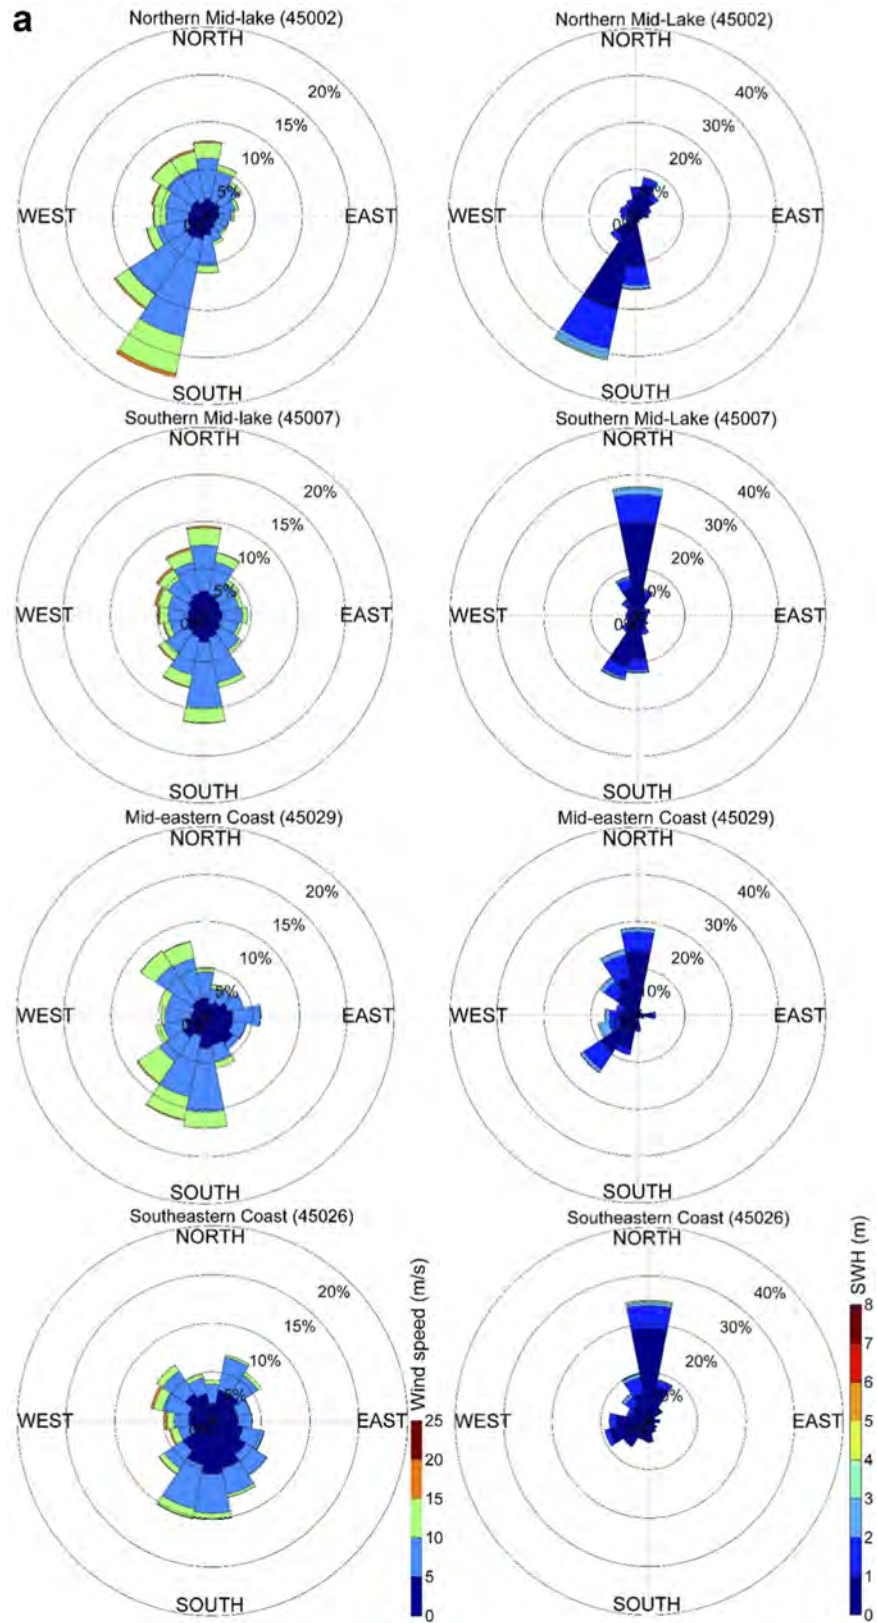 a
Northern Mid-lake (45002)
NORTH
20%
15%
10%
5%
WEST
EAST
SOUTH
Northern Mid-Lake (45002)
NORTH
40%
30%
20%
WEST
EAST
SOUTH
Southern Mid-lake (45007)
NORTH
20%
15%
10%
5%
WEST
EAST
SOUTH
Southern Mid-Lake (45007)
NORTH
40%
30%
20%
0%
WEST
EAST
SOUTH
Mid-eastern Coast (45029)
NORTH
20%
15%
10%
5%
WEST
EAST
SOUTH
Mid-eastern Coast (45029)
NORTH
40%
30%
20%
0%
WEST
EAST
SOUTH
Southeastern Coast (45026)
NORTH
20%
15%
10%
5%
WEST
EAST
SOUTH
Wind speed (m/s)
25
20
15
10
5
0
Southeastern Coast (45026)
NORTH
40%
30%
20%
WEST
EAST
SOUTH
SWH (m)
8
7
6
5
4
3
2
1
0